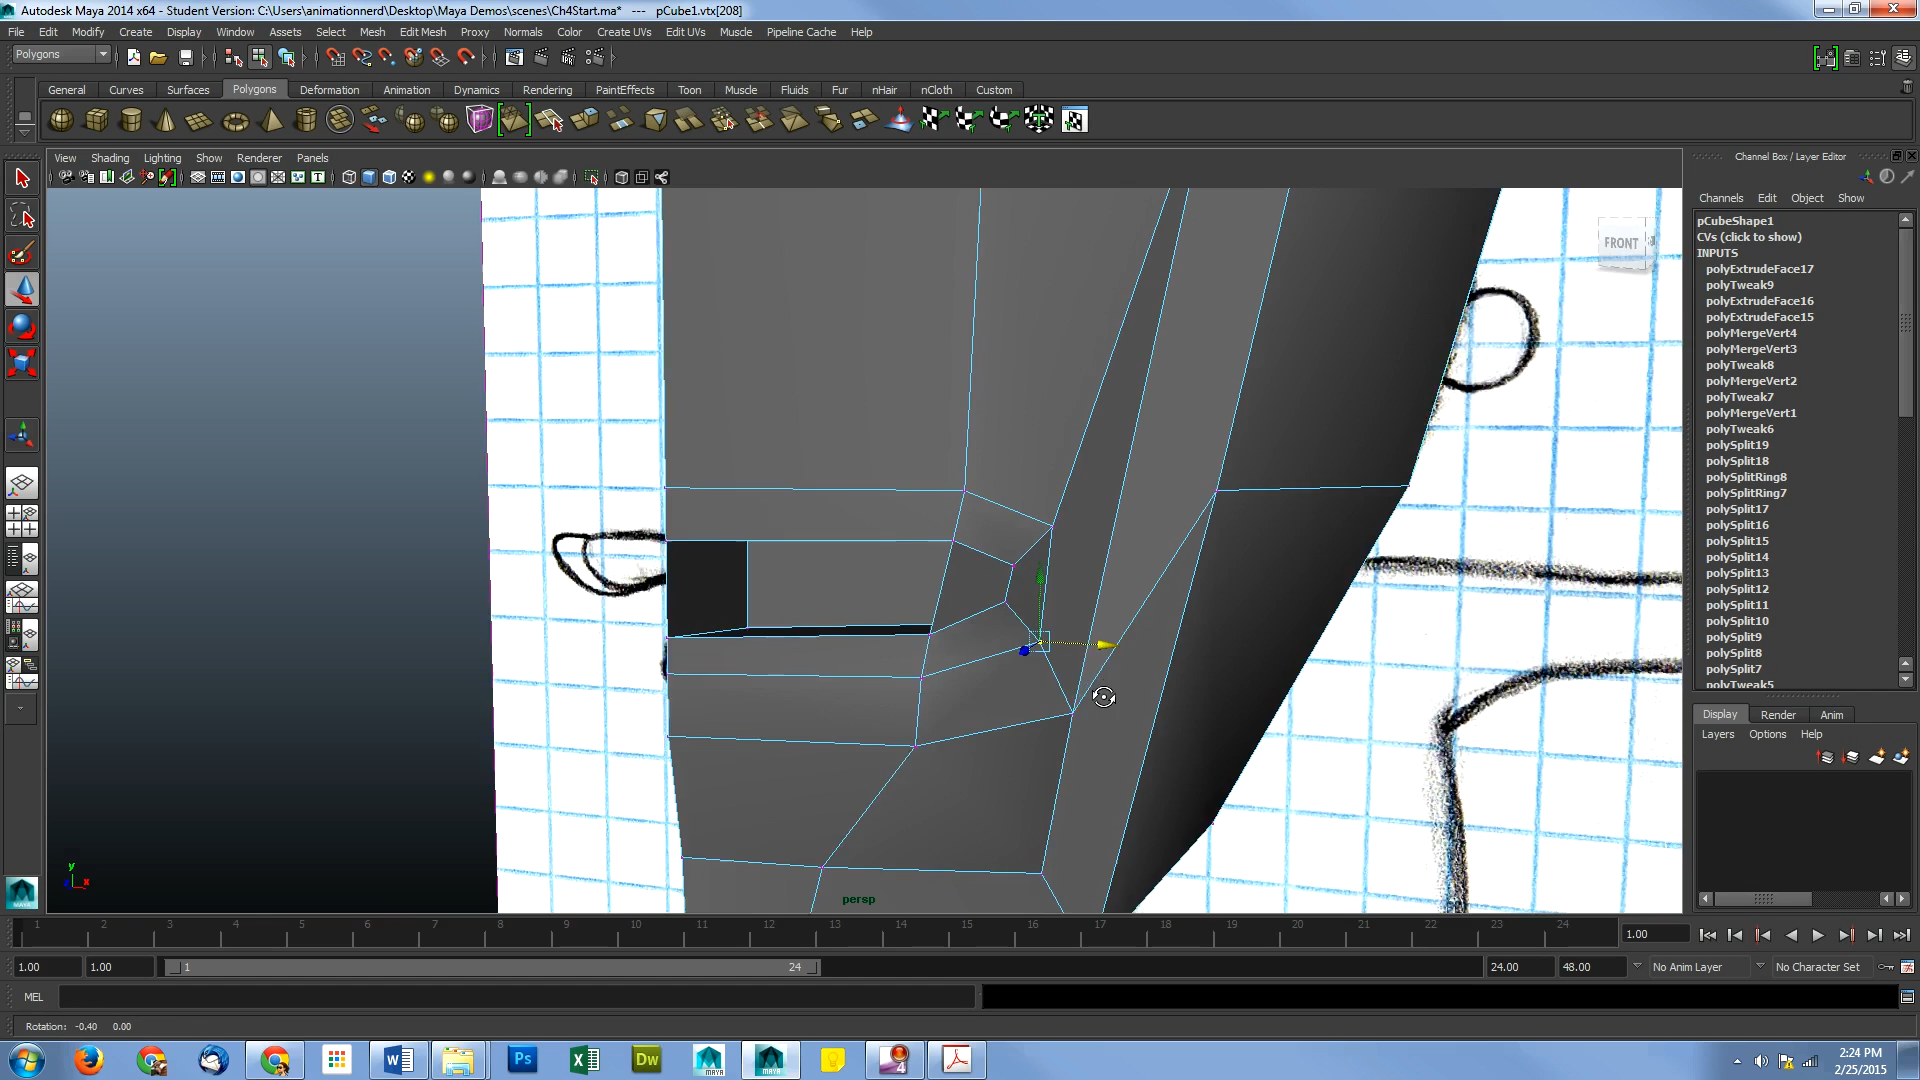 Autodesk Maya 2014 x64 - Student Version: C:\Users\animationnerd\Desktop\Maya Demos\scenes\Ch4Start.ma*   ---   pCube1.vtx[208]
File Edit Modify Create Display Window Assets Select Mesh Edit Mesh Proxy Normals Color Create UVs Edit UVs Muscle Pipeline Cache Help
Polygons
General Curves Surfaces Polygons Deformation Animation Dynamics Rendering PaintEffects Toon Muscle Fluids Fur nHair nCloth Custom
View Shading Lighting Show Renderer Panels
Channel Box / Layer Editor
Channels Edit Object Show
pCubeShape1
CVs (click to show)
INPUTS
polyExtrudeFace17
polyTweak9
polyExtrudeFace16
polyExtrudeFace15
polyMergeVert4
polyMergeVert3
polyTweak8
polyMergeVert2
polyTweak7
polyMergeVert1
polyTweak6
polySplit19
polySplit18
polySplitRing8
polySplitRing7
polySplit17
polySplit16
polySplit15
polySplit14
polySplit13
polySplit12
polySplit11
polySplit10
polySplit9
polySplit8
polySplit7
polyTweak5
FRONT
Display Render Anim
Layers Options Help
y
x
persp
1 2 3 4 5 6 7 8 9 10 11 12 13 14 15 16 17 18 19 20 21 22 23 24
1.00
1.00 1.00 1 24 24.00 48.00 No Anim Layer No Character Set
MEL
Rotation: -0.40 0.00
W Ps X Dw MAYA MAYA 4
2:24 PM
2/25/2015